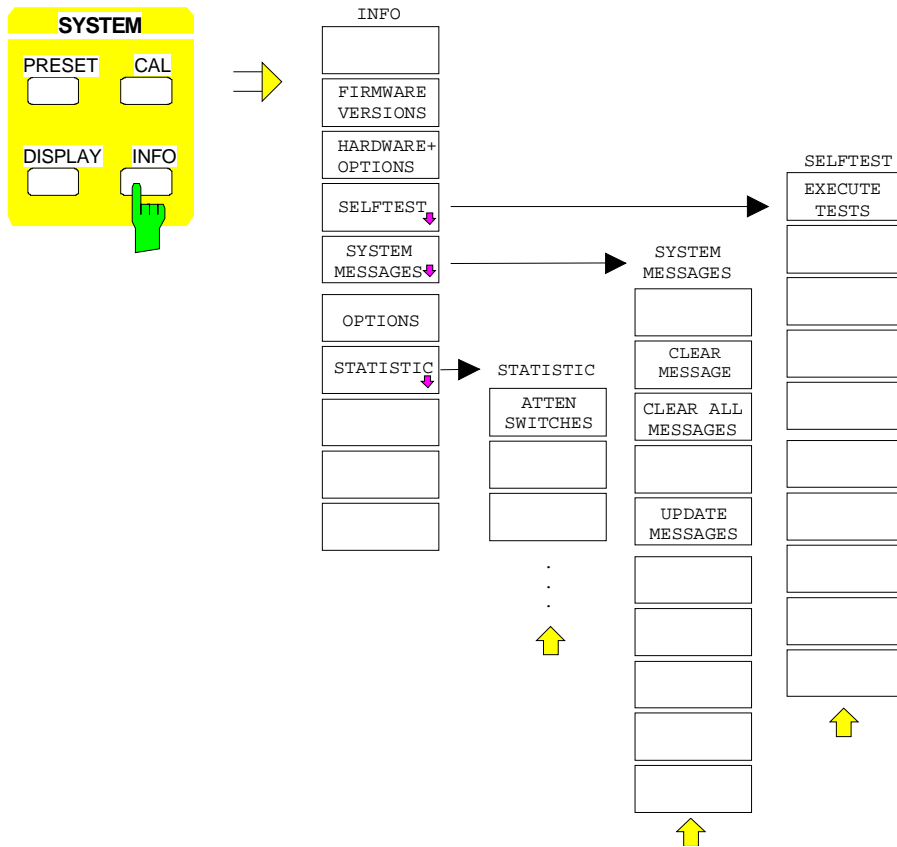 SYSTEM
PRESET
CAL
DISPLAY
INFO
INFO
FIRMWARE
VERSIONS
HARDWARE+
OPTIONS
SELFTEST
SYSTEM
MESSAGES
OPTIONS
STATISTIC
STATISTIC
ATTEN
SWITCHES
.
.
.
SYSTEM
MESSAGES
CLEAR
MESSAGE
CLEAR ALL
MESSAGES
UPDATE
MESSAGES
SELFTEST
EXECUTE
TESTS